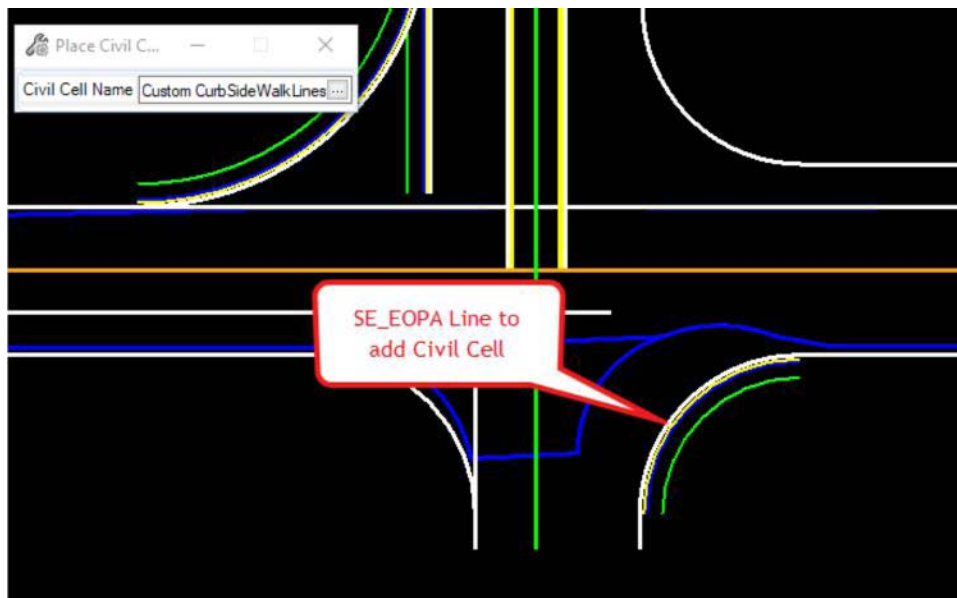 Place Civil C...
Civil Cell Name Custom CurbSideWalkLines ...
SE_EOPA Line to
add Civil Cell